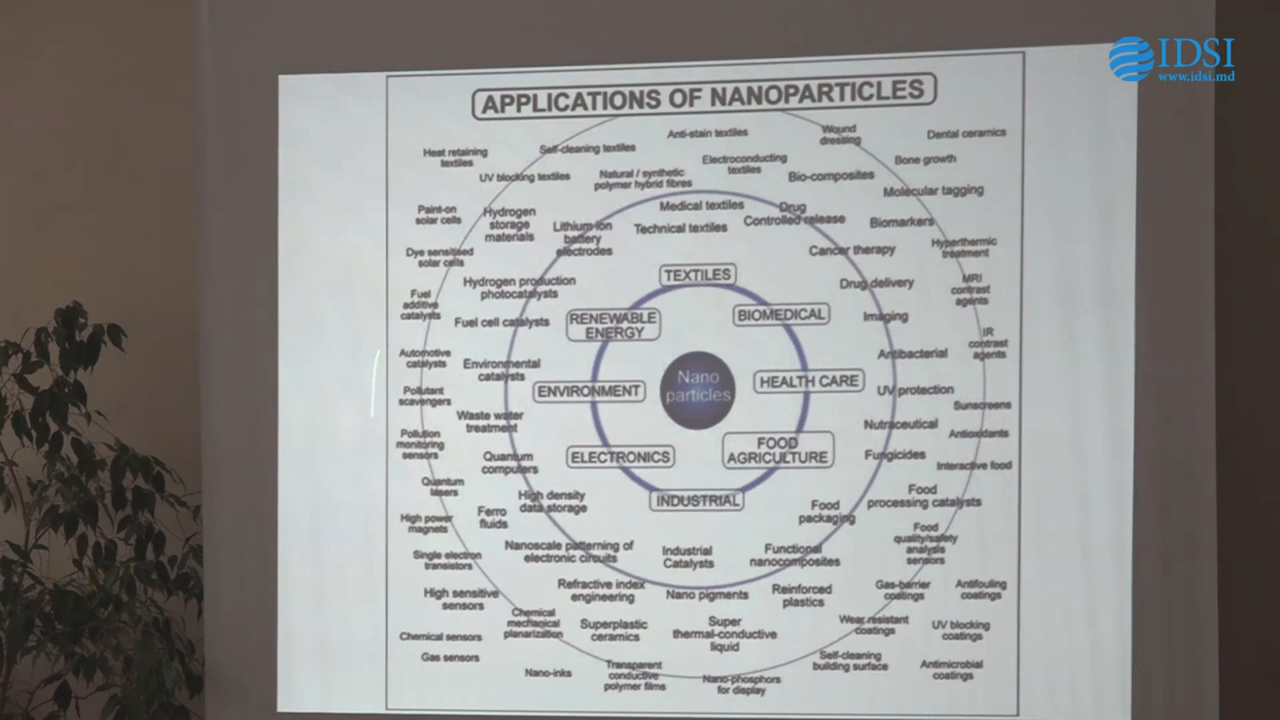 IDSI
www.idsi.md
APPLICATIONS OF NANOPARTICLES
Anti-stain textiles
Wound
dressing
Dental ceramics
Heat retaining
textiles
Self-cleaning textiles
Electroconducting
textiles
Bone growth
UV blocking textiles
Natural / synthetic
polymer hybrid fibres
Bio-composites
Molecular tagging
Paint-on
solar cells
Hydrogen
storage
materials
Lithium ion
battery
electrodes
Medical textiles
Technical textiles
Drug
Controlled release
Biomarkers
Dye sensitised
solar cells
Cancer therapy
Hyperthermic
treatment
Hydrogen production
photocatalysts
TEXTILES
Drug delivery
MRI
contrast
agents
Fuel
additive
catalysts
Fuel cell catalysts
RENEWABLE
ENERGY
BIOMEDICAL
Imaging
IR
contrast
agents
Automotive
catalysts
Environmental
catalysts
Antibacterial
Nano
particles
Pollutant
scavengers
ENVIRONMENT
HEALTH CARE
UV protection
Sunscreens
Waste water
treatment
Nutraceutical
Antioxidants
Pollution
monitoring
sensors
Quantum
computers
ELECTRONICS
FOOD
AGRICULTURE
Fungicides
Interactive food
Quantum
lasers
High density
data storage
INDUSTRIAL
Food
packaging
Food
processing catalysts
High power
magnets
Ferro
fluids
Food
quality/safety
analysis
sensors
Single electron
transistors
Nanoscale patterning of
electronic circuits
Industrial
Catalysts
Functional
nanocomposites
High sensitive
sensors
Refractive index
engineering
Nano pigments
Reinforced
plastics
Gas-barrier
coatings
Antifouling
coatings
Chemical sensors
Chemical
mechanical
planarization
Superplastic
ceramics
Super
thermal-conductive
liquid
Wear resistant
coatings
UV blocking
coatings
Gas sensors
Nano-inks
Transparent
conductive
polymer films
Nano-phosphors
for display
Self-cleaning
building surface
Antimicrobial
coatings